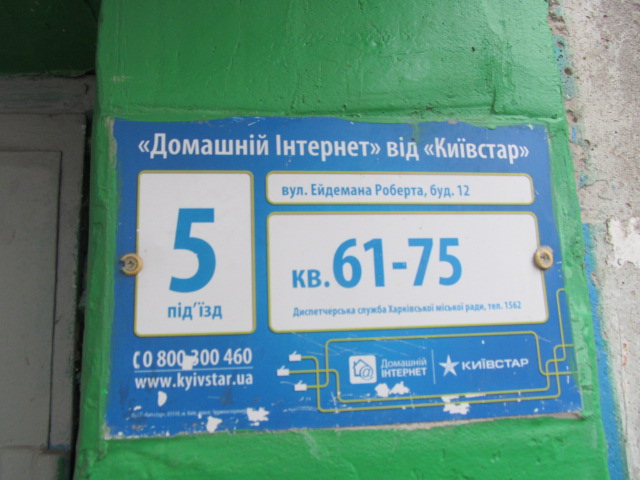 «Домашній Інтернет» від «Київстар»
5
під'їзд
вул. Ейдемана Роберта, буд. 12
кв. 61-75
Диспетчерська служба Харківської міської ради, тел. 1562
0 800 300 460
www.kyivstar.ua
Домашній
ІНТЕРНЕТ
КИЇВСТАР